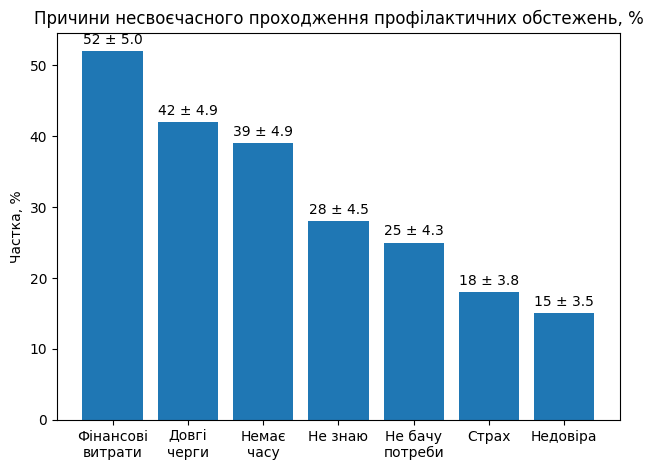 Причини несвоєчасного проходження профілактичних обстежень, %
52 ± 5.0
42 ± 4.9
39 ± 4.9
28 ± 4.5
25 ± 4.3
18 ± 3.8
15 ± 3.5
Частка, %
50
40
30
20
10
0
Фінансові
витрати
Довгі
черги
Немає
часу
Не знаю
Не бачу
потреби
Страх
Недовіра